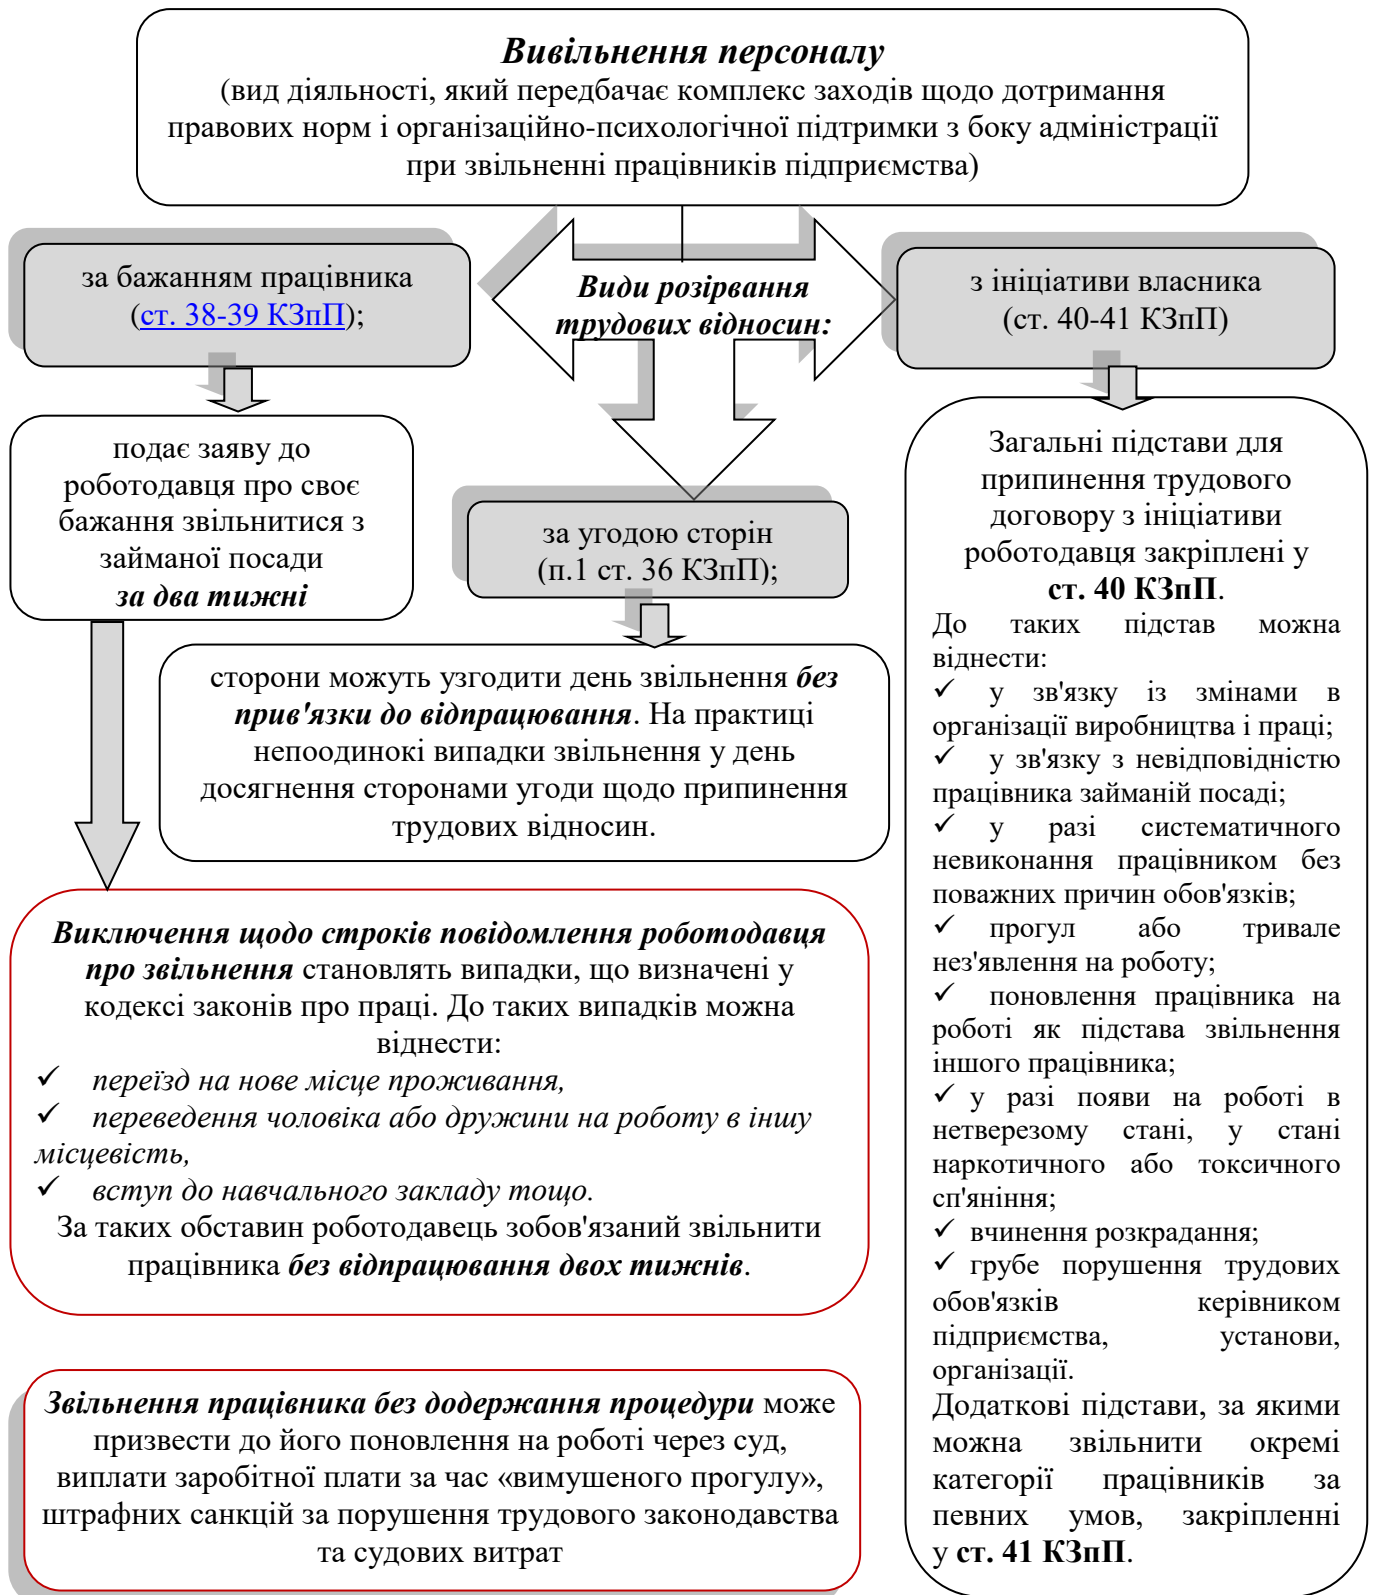 Вивільнення персоналу
(вид діяльності, який передбачає комплекс заходів щодо дотримання
правових норм і організаційно-психологічної підтримки з боку адміністрації
при звільненні працівників підприємства)
Види розірвання
трудових відносин:
за бажанням працівника
(ст. 38-39 КЗпП);
подає заяву до
роботодавця про своє
бажання звільнитися з
займаної посади
за два тижні
за угодою сторін
(п.1 ст. 36 КЗпП);
сторони можуть узгодити день звільнення без
прив'язки до відпрацювання. На практиці
непоодинокі випадки звільнення у день
досягнення сторонами угоди щодо припинення
трудових відносин.
Виключення щодо строків повідомлення роботодавця
про звільнення становлять випадки, що визначені у
кодексі законів про праці. До таких випадків можна
віднести:
✓ переїзд на нове місце проживання,
✓ переведення чоловіка або дружини на роботу в іншу
місцевість,
✓ вступ до навчального закладу тощо.
За таких обставин роботодавець зобов'язаний звільнити
працівника без відпрацювання двох тижнів.
Звільнення працівника без додержання процедури може
призвести до його поновлення на роботі через суд,
виплати заробітної плати за час «вимушеного прогулу»,
штрафних санкцій за порушення трудового законодавства
та судових витрат
з ініціативи власника
(ст. 40-41 КЗпП)
Загальні підстави для
припинення трудового
договору з ініціативи
роботодавця закріплені у
ст. 40 КЗпП.
До таких підстав можна
віднести:
✓ у зв'язку із змінами в
організації виробництва і праці;
✓ у зв'язку з невідповідністю
працівника займаній посаді;
✓ у разі систематичного
невиконання працівником без
поважних причин обов'язків;
✓ прогул або тривале
нез'явлення на роботу;
✓ поновлення працівника на
роботі як підстава звільнення
іншого працівника;
✓ у разі появи на роботі в
нетверезому стані, у стані
наркотичного або токсичного
сп'яніння;
✓ вчинення розкрадання;
✓ грубе порушення трудових
обов'язків керівником
підприємства, установи,
організації.
Додаткові підстави, за якими
можна звільнити окремі
категорії працівників за
певних умов, закріпленні
у ст. 41 КЗпП.